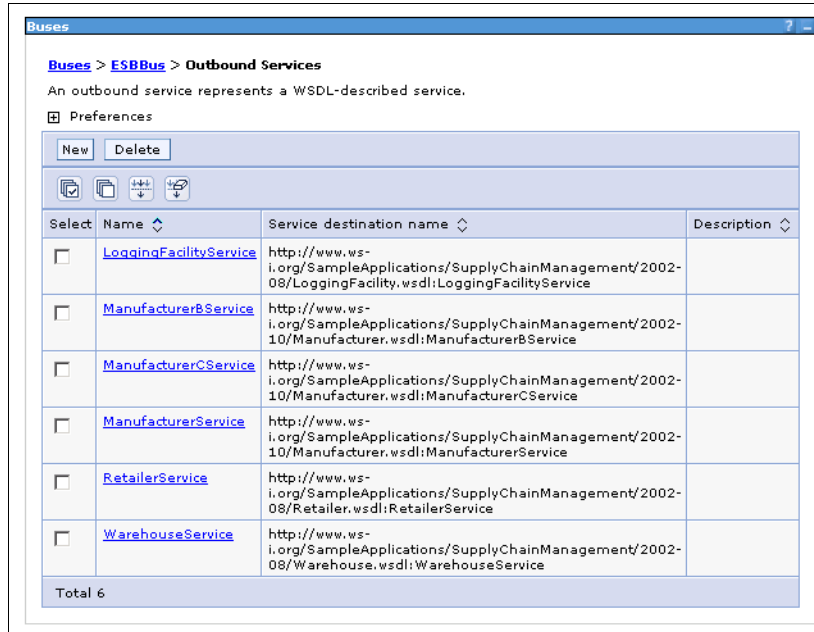 Buses ? –
Buses > ESBBus > Outbound Services
An outbound service represents a WSDL-described service.
Preferences
New Delete
Select Name Service destination name Description
LoggingFacilityService http://www.ws-
i.org/SampleApplications/SupplyChainManagement/2002-
08/LoggingFacility.wsdl:LoggingFacilityService
ManufacturerBService http://www.ws-
i.org/SampleApplications/SupplyChainManagement/2002-
10/Manufacturer.wsdl:ManufacturerBService
ManufacturerCService http://www.ws-
i.org/SampleApplications/SupplyChainManagement/2002-
10/Manufacturer.wsdl:ManufacturerCService
ManufacturerService http://www.ws-
i.org/SampleApplications/SupplyChainManagement/2002-
10/Manufacturer.wsdl:ManufacturerService
RetailerService http://www.ws-
i.org/SampleApplications/SupplyChainManagement/2002-
08/Retailer.wsdl:RetailerService
WarehouseService http://www.ws-
i.org/SampleApplications/SupplyChainManagement/2002-
08/Warehouse.wsdl:WarehouseService
Total 6